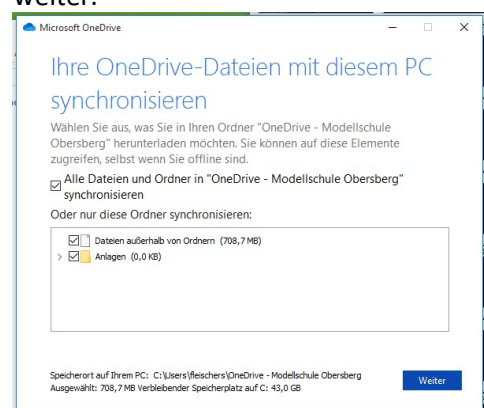 weiter.
Microsoft OneDrive
Ihre OneDrive-Dateien mit diesem PC
synchronisieren
Wählen Sie aus, was Sie in Ihren Ordner "OneDrive - Modellschule
Obersberg" herunterladen möchten. Sie können auf diese Elemente
zugreifen, selbst wenn Sie offline sind.
Alle Dateien und Ordner in "OneDrive - Modellschule Obersberg"
synchronisieren
Oder nur diese Ordner synchronisieren:
Dateien außerhalb von Ordnern (708,7 MB)
Anlagen (0,0 KB)
Speicherort auf Ihrem PC: C:\Users\fleischers\OneDrive - Modellschule Obersberg
Ausgewählt: 708,7 MB Verbleibender Speicherplatz auf C: 43,0 GB
Weiter